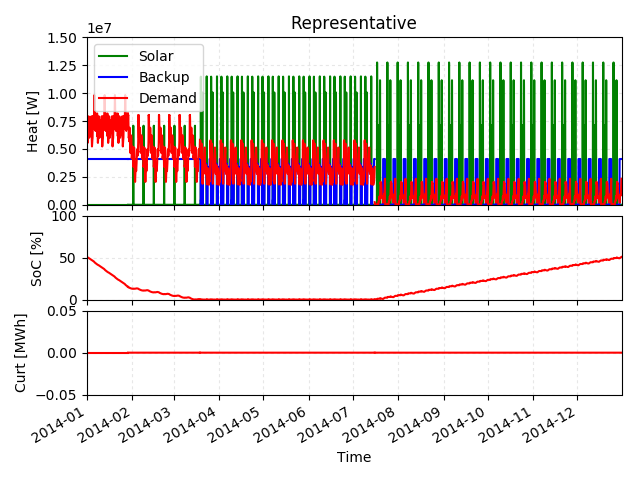 Representative
1e7
1.50
1.25
1.00
0.75
0.50
0.25
0.00
Heat [W]
Solar
Backup
Demand
100
50
0
SoC [%]
0.05
0.00
−0.05
Curt [MWh]
2014-01
2014-02
2014-03
2014-04
2014-05
2014-06
2014-07
2014-08
2014-09
2014-10
2014-11
2014-12
Time